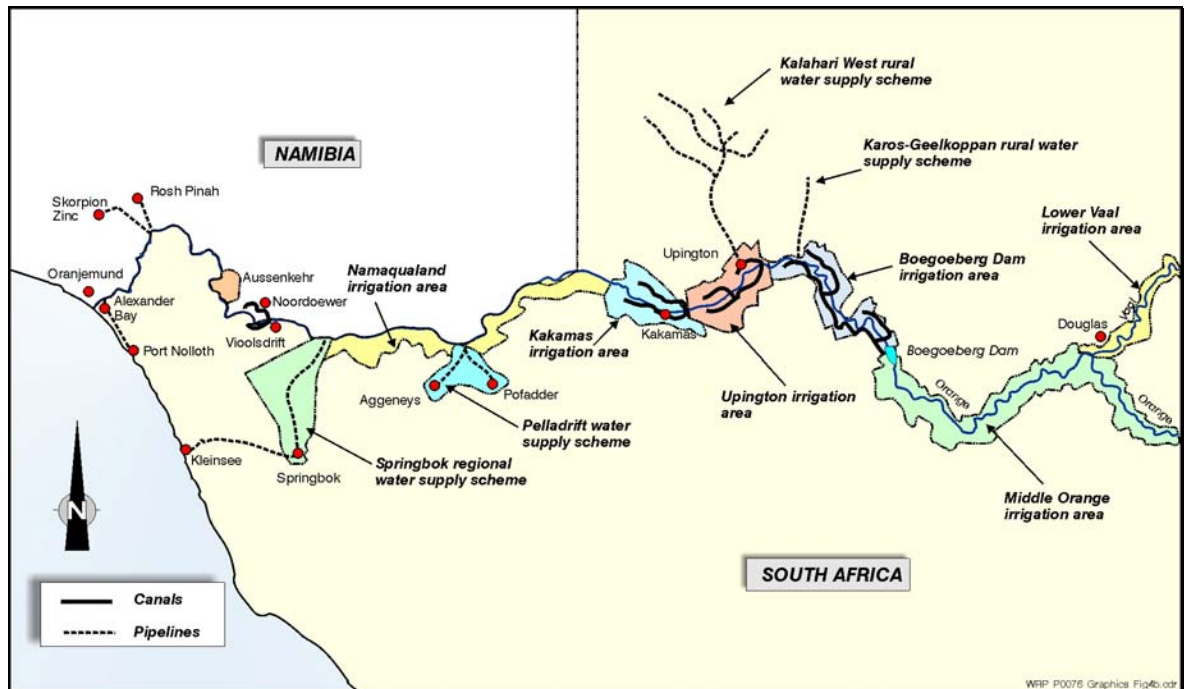 Kalahari West rural
water supply scheme
NAMIBIA
Karos-Geelkoppan rural water
supply scheme
Rosh Pinah
Skorpion
Zinc
Lower Vaal
irrigation area
Upington
Oranjemund
Aussenkehr
Namaqualand
irrigation area
Boegoeberg Dam
irrigation area
Alexander
Bay
Noordoewer
Vaal
Vioolsdrift
Kakamas
irrigation area
Kakamas
Douglas
Port Nolloth
Boegoeberg Dam
Aggeneys
Pofadder
Upington irrigation
area
Orange
Orange
Pelladrift water
supply scheme
Kleinsee
Springbok
Springbok regional
water supply scheme
Middle Orange
irrigation area
N
SOUTH AFRICA
Canals
Pipelines
WRP P0076 Graphics Fig4b.cdr